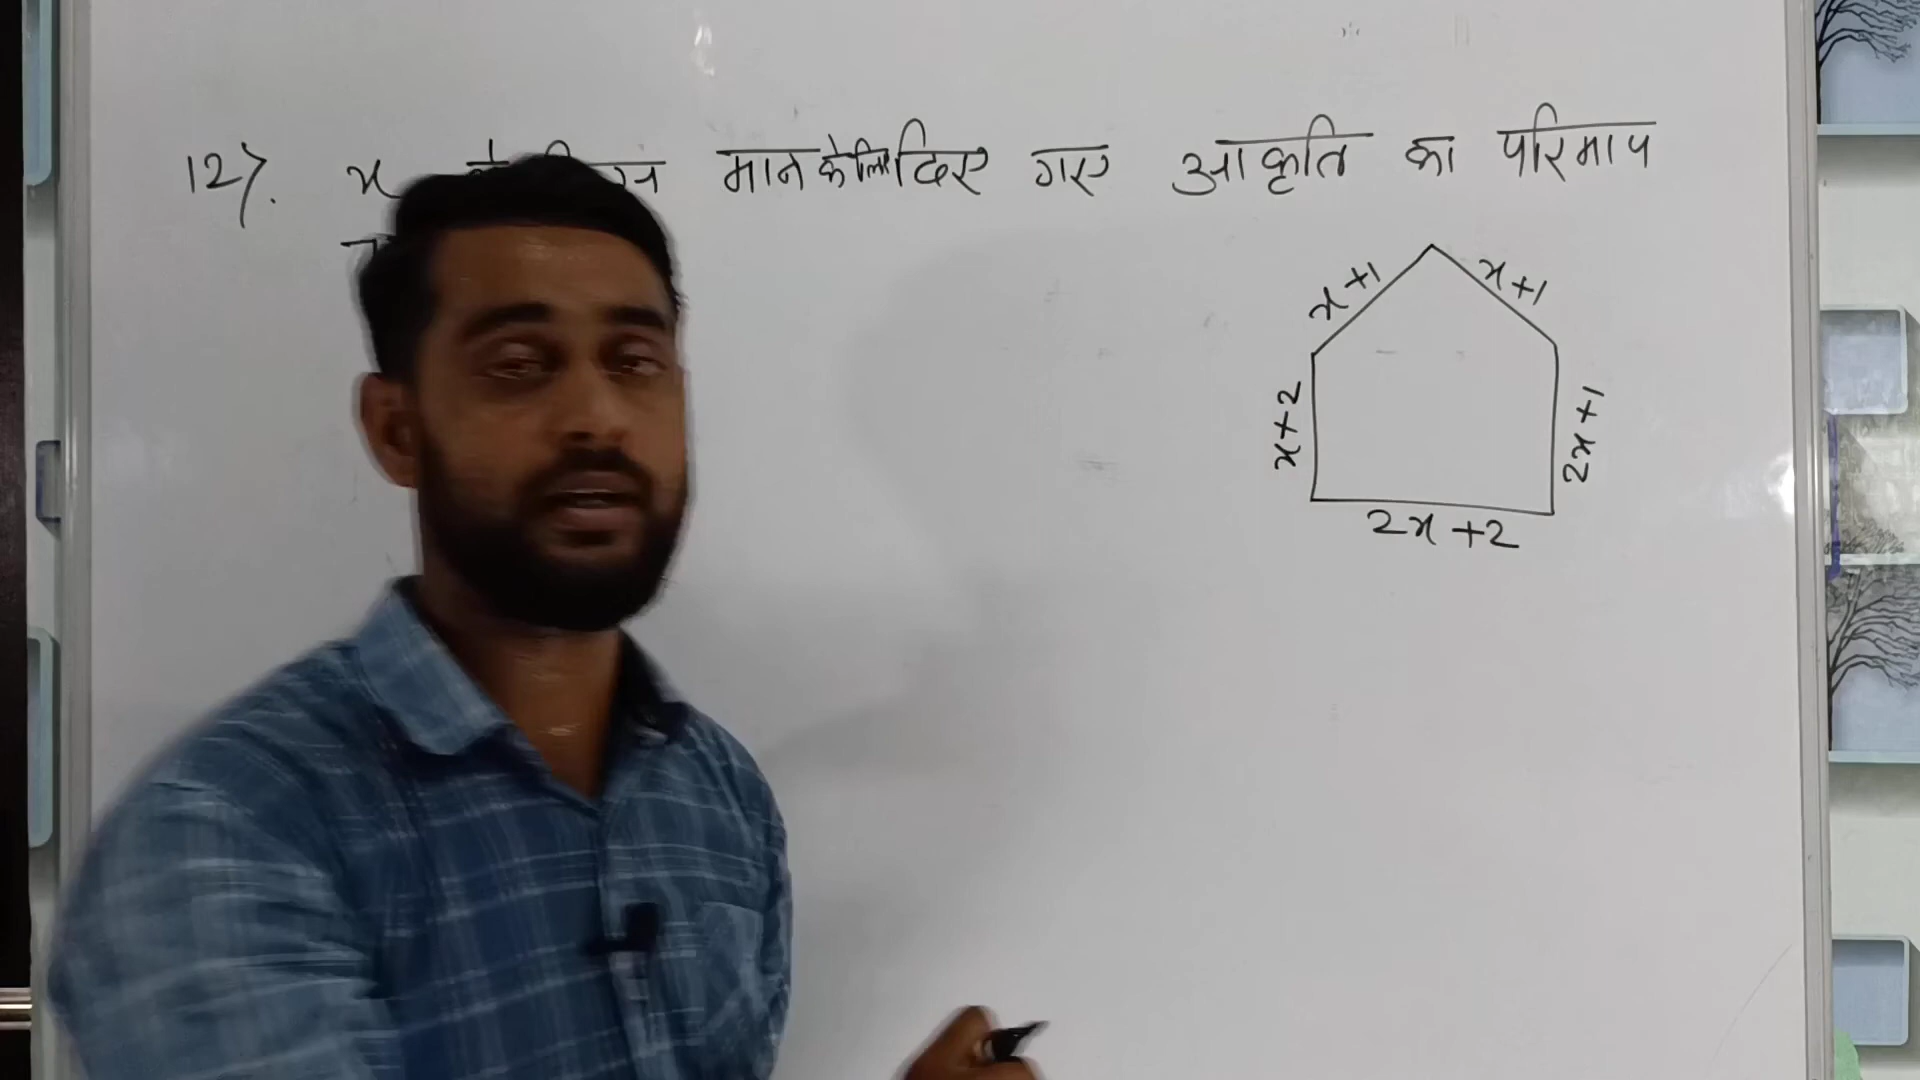 12). x मान के लिए दिए गए आकृति का परिमाप
x+1
x+1
x+2
2x+1
2x+2